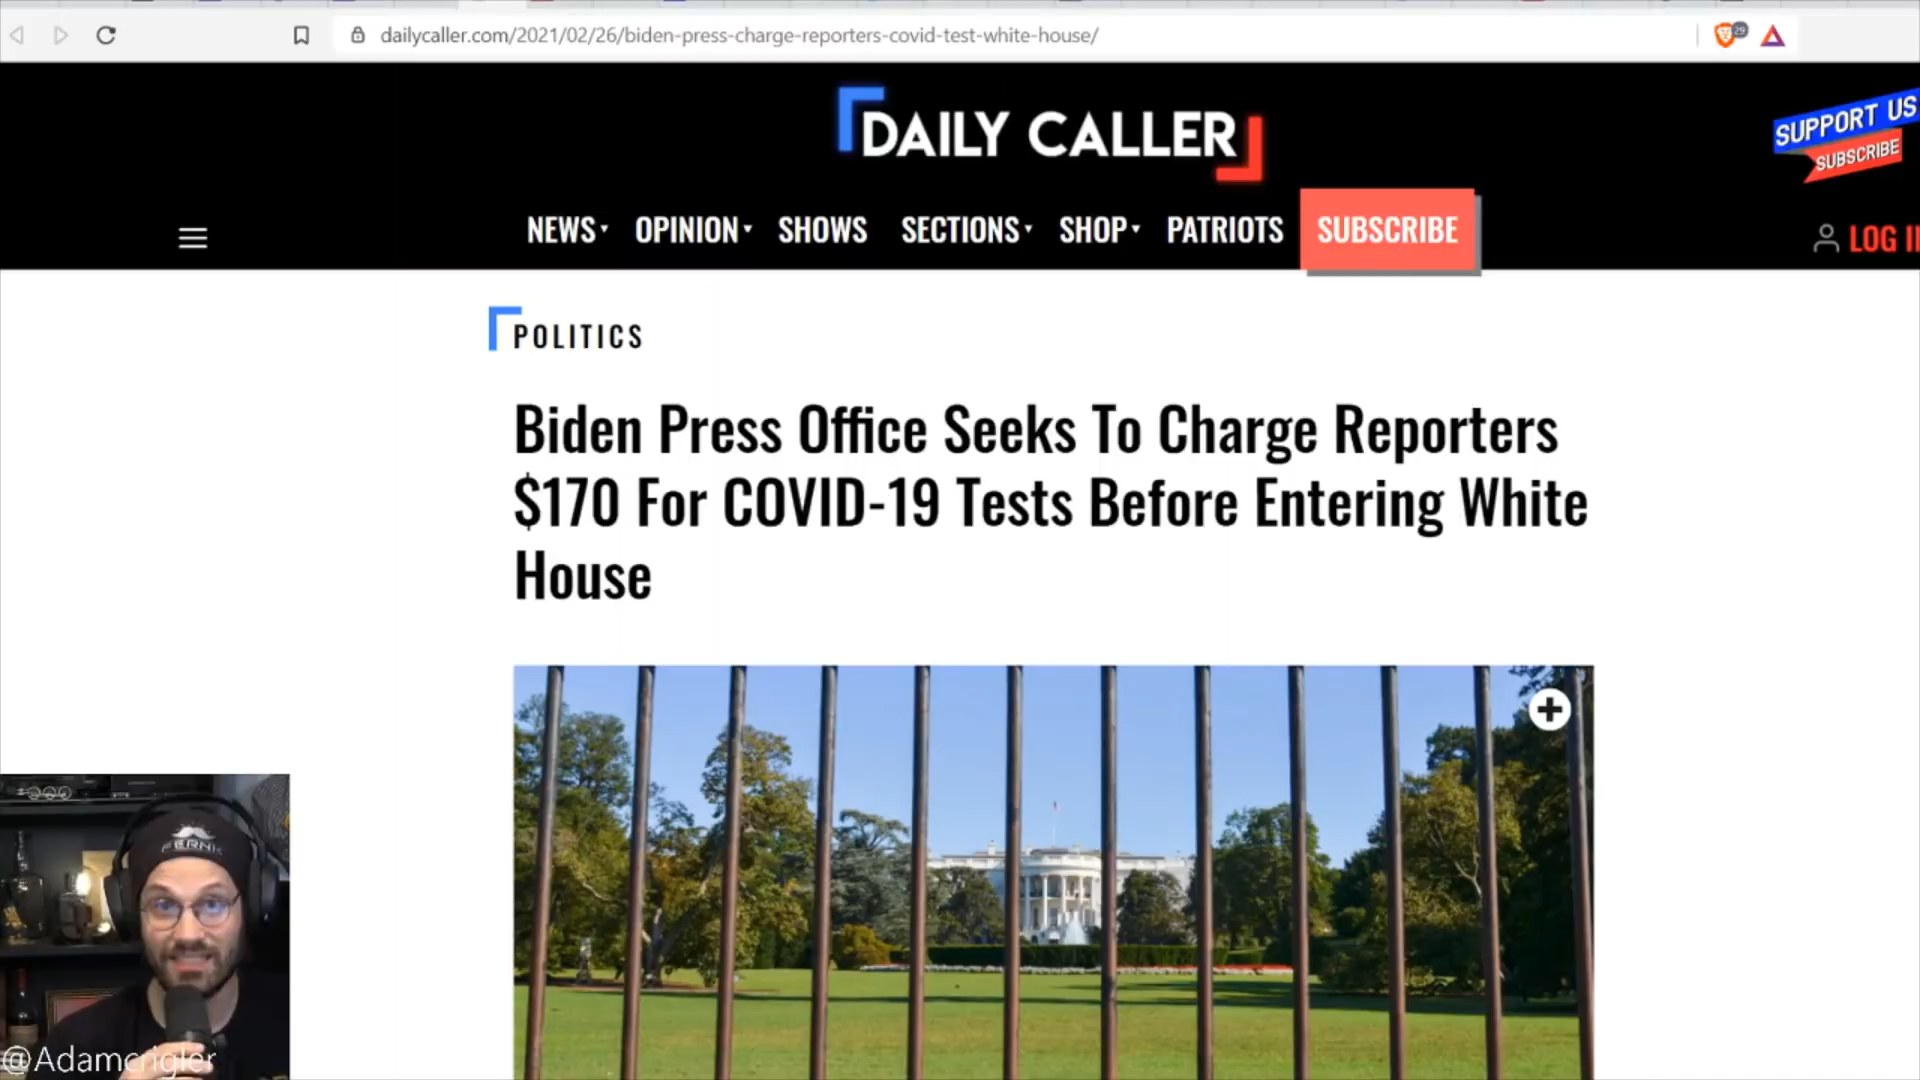 29
dailycaller.com/2021/02/26/biden-press-charge-reporters-covid-test-white-house/
DAILY CALLER
SUPPORT US
SUBSCRIBE
NEWS OPINION SHOWS SECTIONS SHOP PATRIOTS SUBSCRIBE
LOG I
POLITICS
Biden Press Office Seeks To Charge Reporters
$170 For COVID-19 Tests Before Entering White
House
FERNK
@Adamcrigler